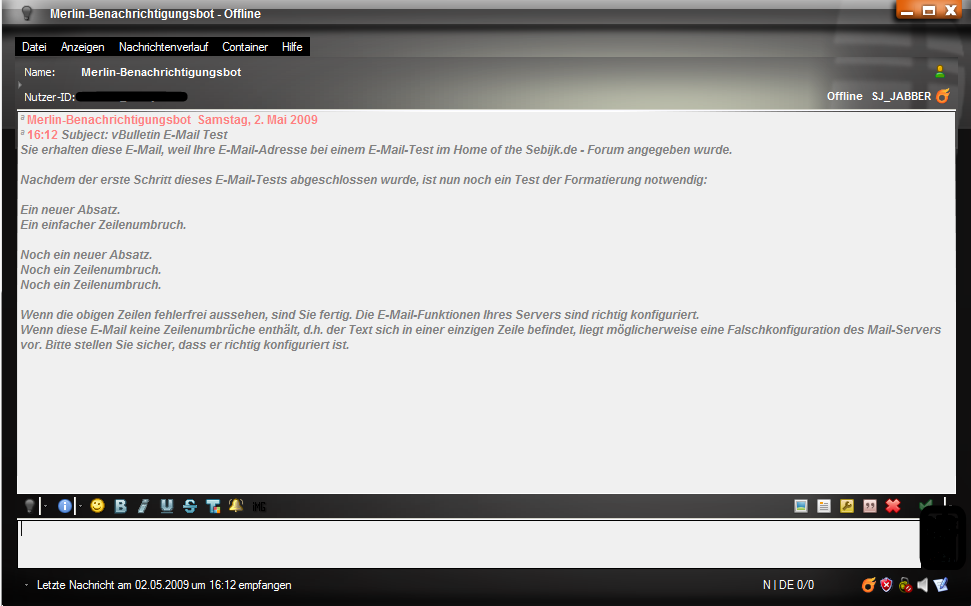 Merlin-Benachrichtigungsbot - Offline
Datei Anzeigen Nachrichtenverlauf Container Hilfe
Name: Merlin-Benachrichtigungsbot
Nutzer-ID:
Offline SJ_JABBER
Merlin-Benachrichtigungsbot Samstag, 2. Mai 2009
16:12 Subject: vBulletin E-Mail Test
Sie erhalten diese E-Mail, weil Ihre E-Mail-Adresse bei einem E-Mail-Test im Home of the Sebijk.de - Forum angegeben wurde.
Nachdem der erste Schritt dieses E-Mail-Tests abgeschlossen wurde, ist nun noch ein Test der Formatierung notwendig:
Ein neuer Absatz.
Ein einfacher Zeilenumbruch.
Noch ein neuer Absatz.
Noch ein Zeilenumbruch.
Noch ein Zeilenumbruch.
Wenn die obigen Zeilen fehlerfrei aussehen, sind Sie fertig. Die E-Mail-Funktionen Ihres Servers sind richtig konfiguriert.
Wenn diese E-Mail keine Zeilenumbrüche enthält, d.h. der Text sich in einer einzigen Zeile befindet, liegt möglicherweise eine Falschkonfiguration des Mail-Servers
vor. Bitte stellen Sie sicher, dass er richtig konfiguriert ist.
B I U S T IMG
Letzte Nachricht am 02.05.2009 um 16:12 empfangen
N | DE 0/0